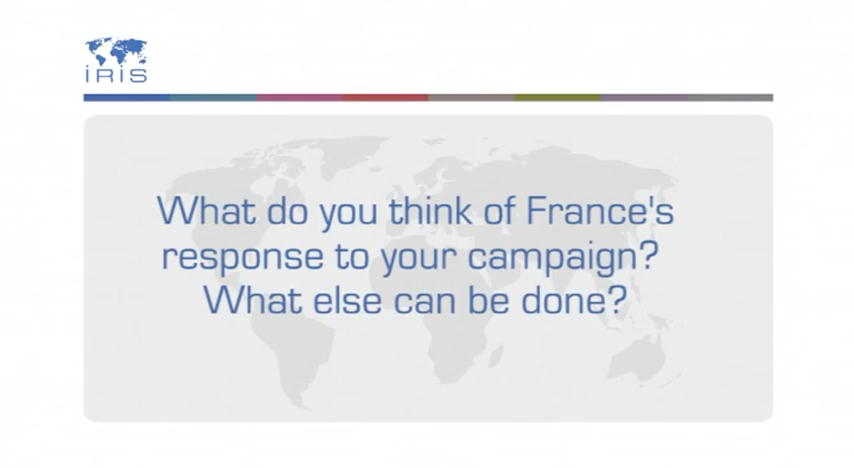 iRiS
What do you think of France's
response to your campaign?
What else can be done?